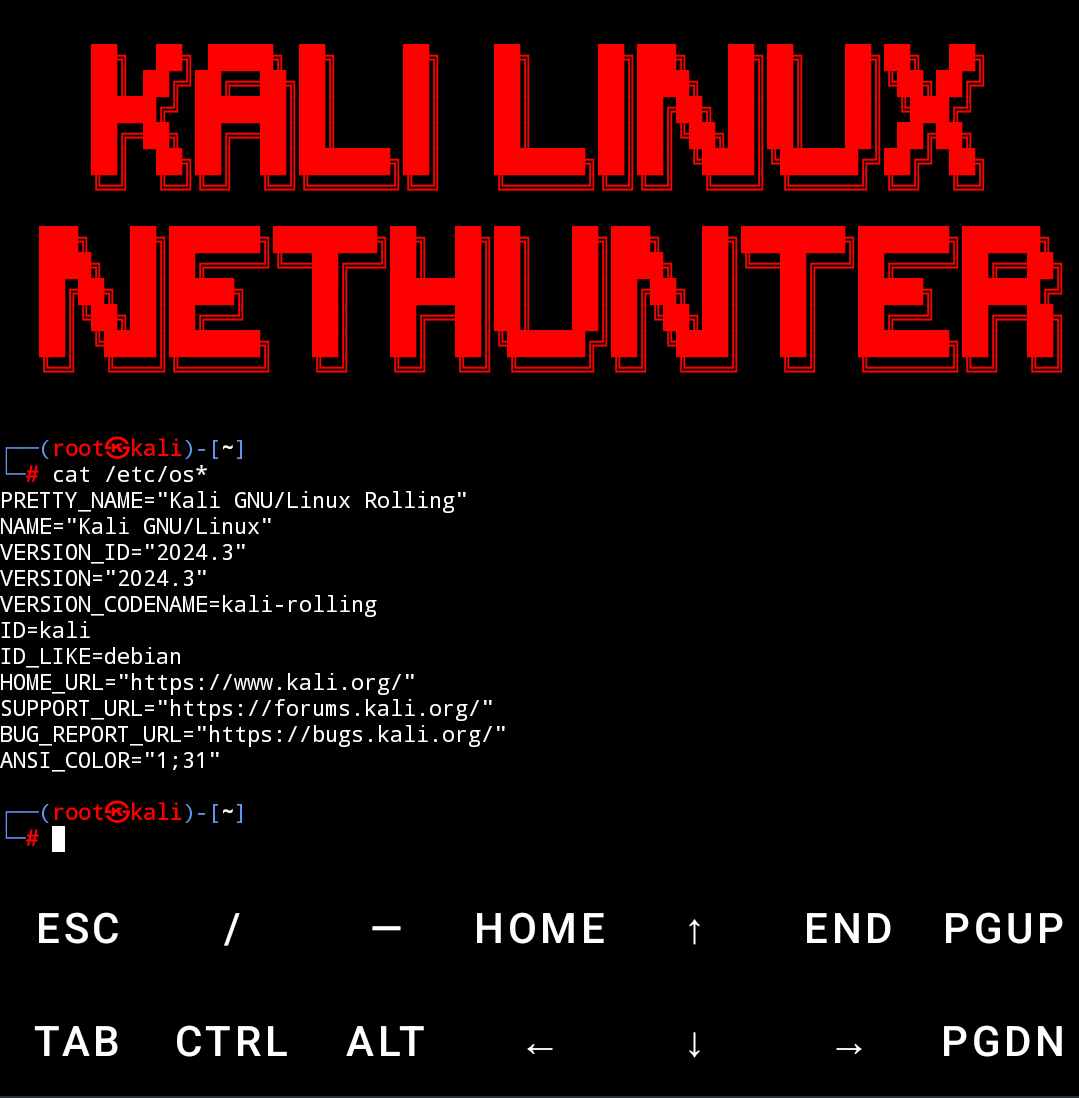 KALI LINUX
NETHUNTER
┌──(root㉿kali)-[~]
└─# cat /etc/os*
PRETTY_NAME="Kali GNU/Linux Rolling"
NAME="Kali GNU/Linux"
VERSION_ID="2024.3"
VERSION="2024.3"
VERSION_CODENAME=kali-rolling
ID=kali
ID_LIKE=debian
HOME_URL="https://www.kali.org/"
SUPPORT_URL="https://forums.kali.org/"
BUG_REPORT_URL="https://bugs.kali.org/"
ANSI_COLOR="1;31"
┌──(root㉿kali)-[~]
└─#
ESC / — HOME ↑ END PGUP
TAB CTRL ALT ← ↓ → PGDN